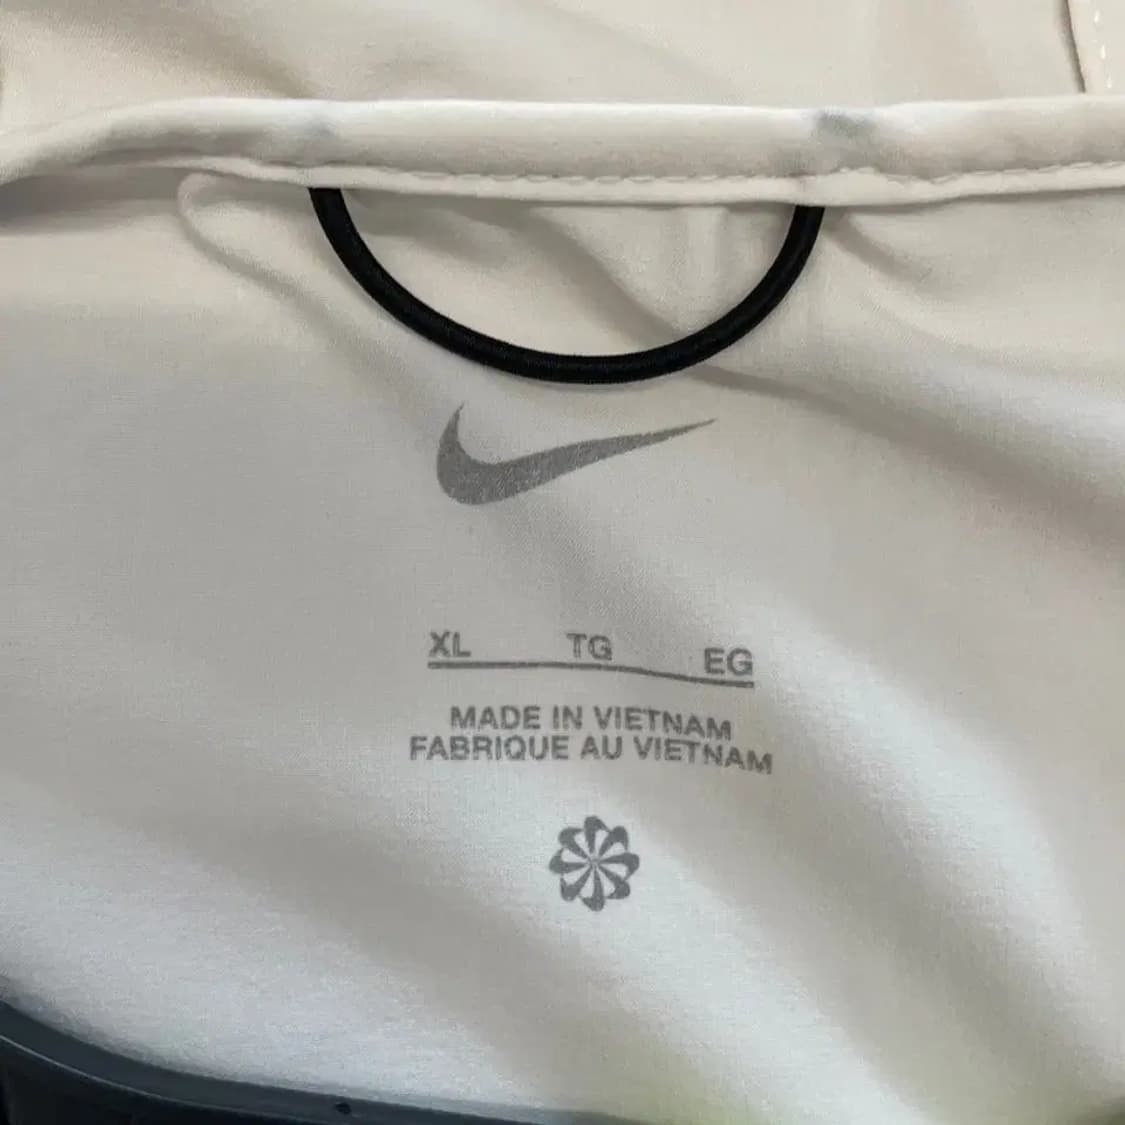 XL TG EG
MADE IN VIETNAM
FABRIQUE AU VIETNAM